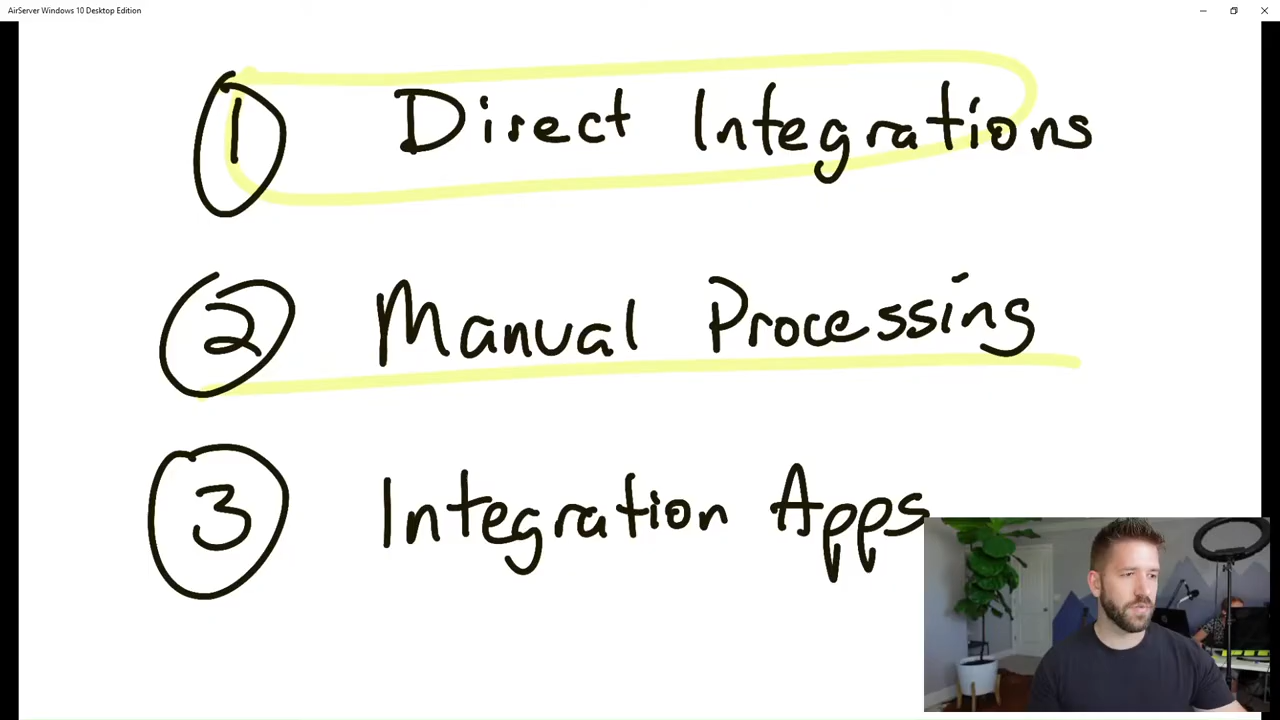 AirServer Windows 10 Desktop Edition
1 Direct Integrations
2 Manual Processing
3 Integration Apps